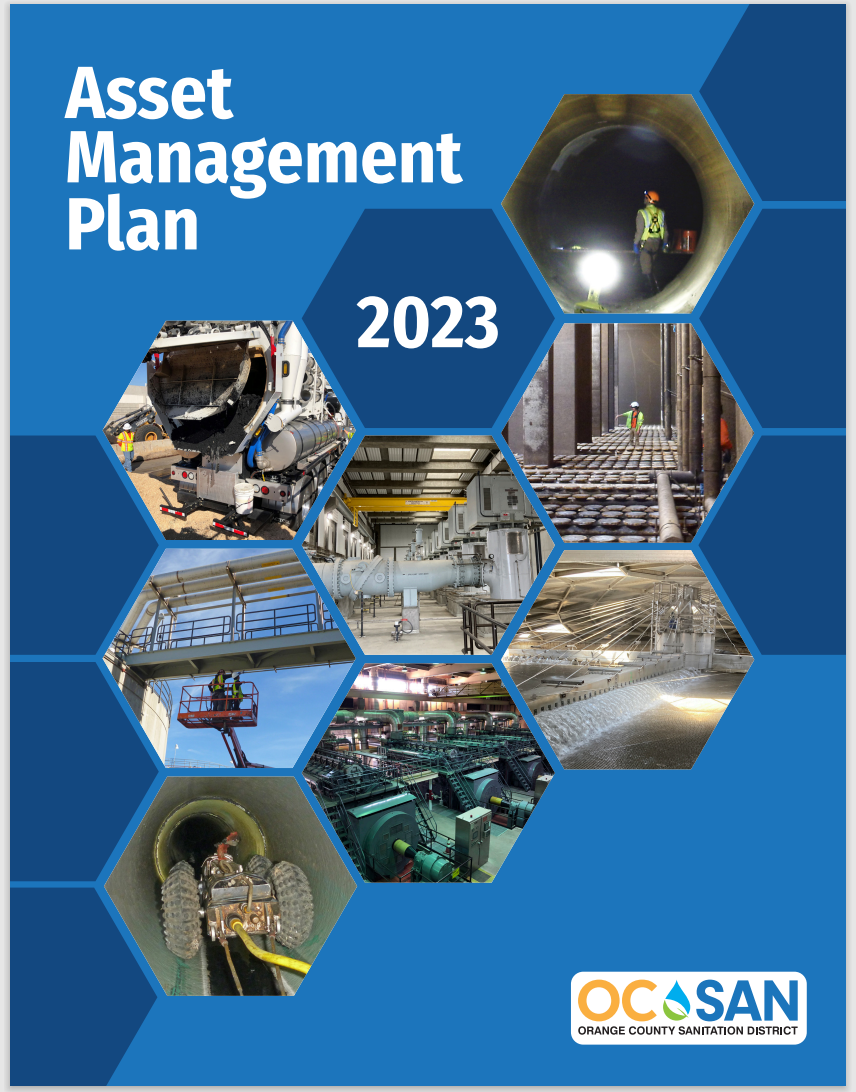 Asset
Management
Plan
2023
OC SAN
ORANGE COUNTY SANITATION DISTRICT